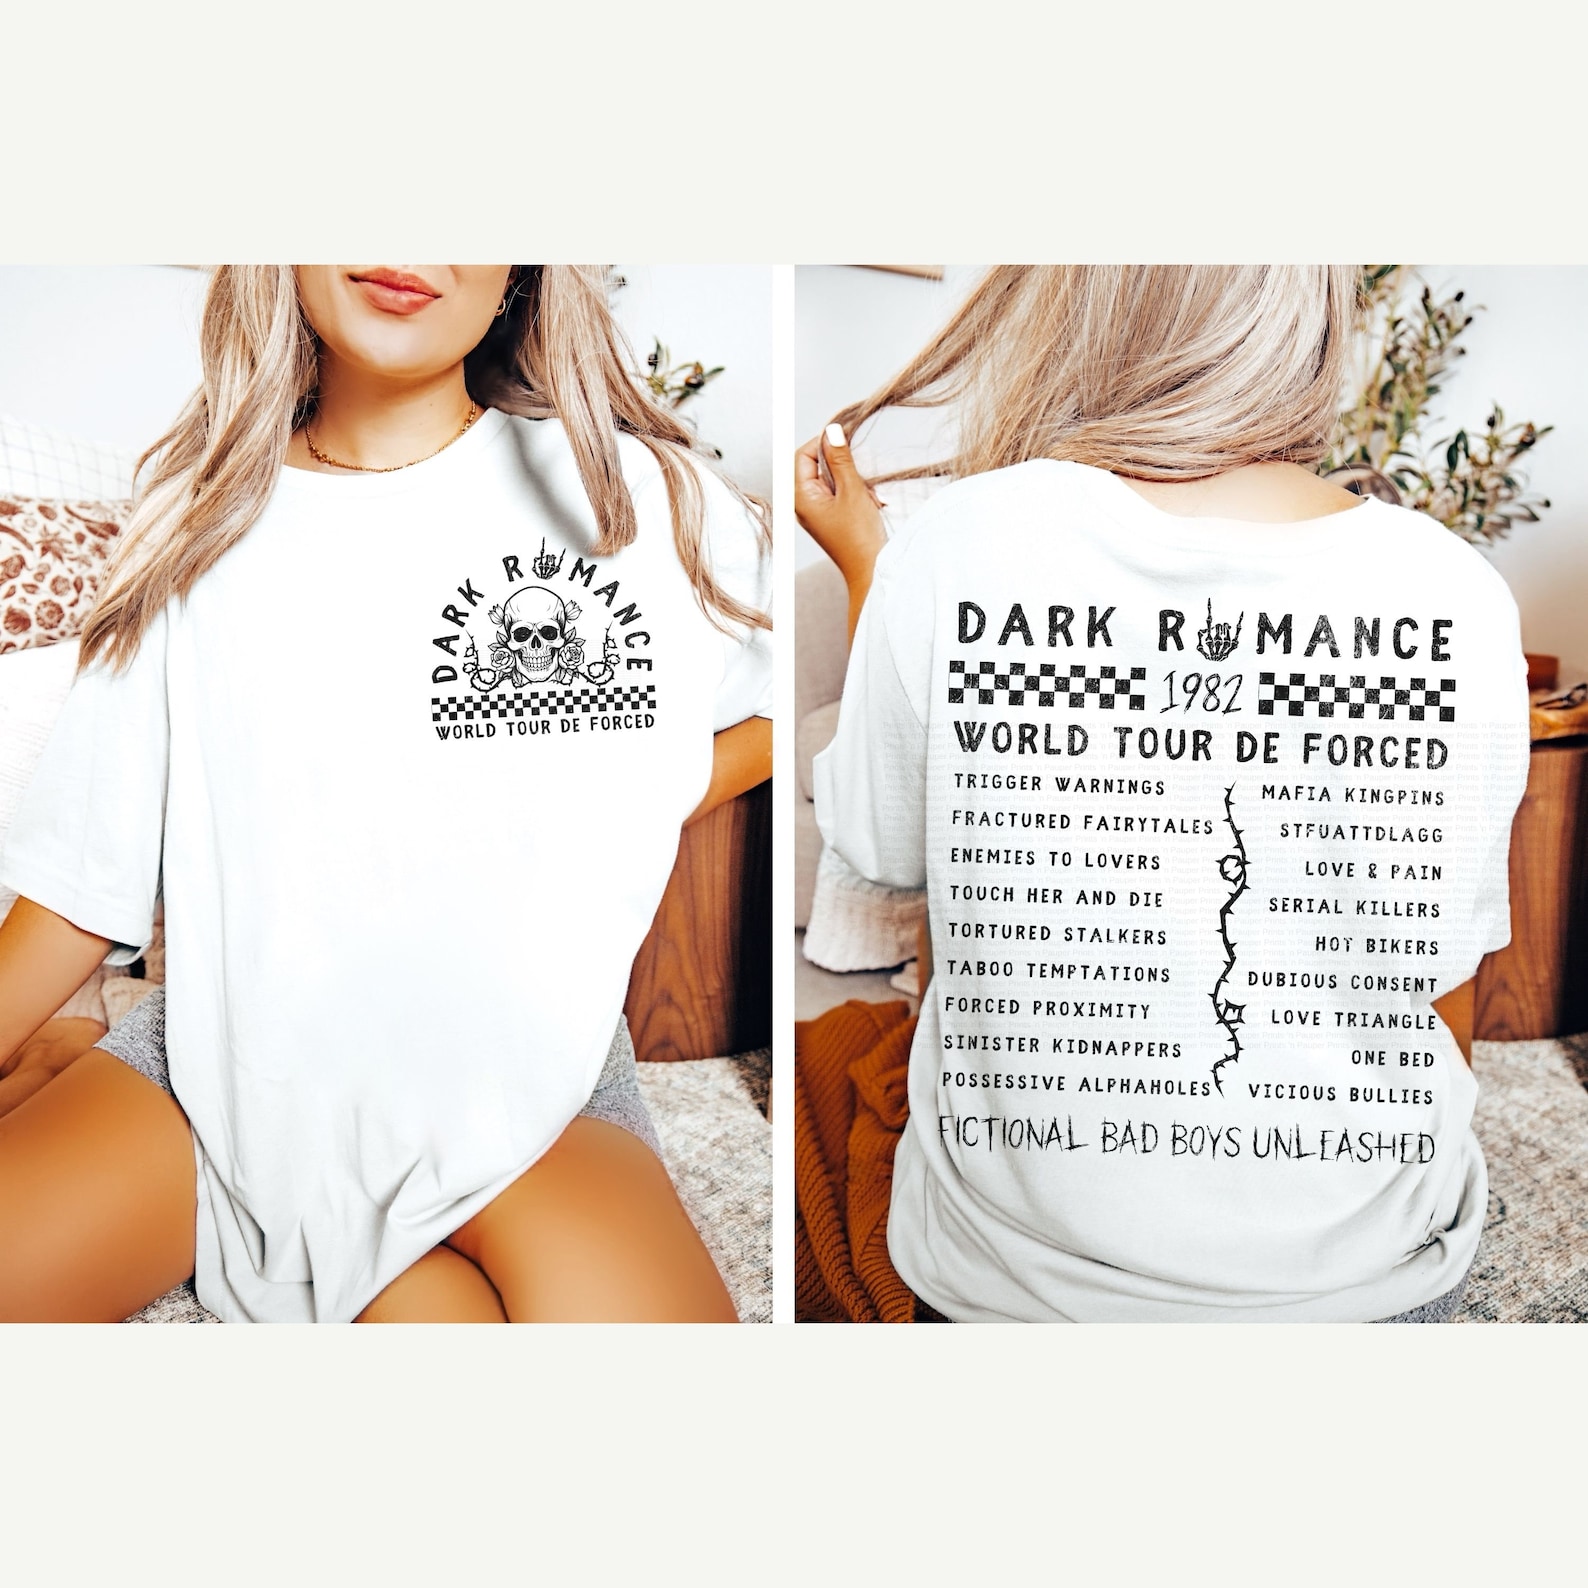 DARK ROMANCE
WORLD TOUR DE FORCED
DARK ROMANCE
1982
WORLD TOUR DE FORCED
TRIGGER WARNINGS
FRACTURED FAIRYTALES
ENEMIES TO LOVERS
TOUCH HER AND DIE
TORTURED STALKERS
TABOO TEMPTATIONS
FORCED PROXIMITY
SINISTER KIDNAPPERS
POSSESSIVE ALPHAHOLES
MAFIA KINGPINS
STFUATTDLAGG
LOVE & PAIN
SERIAL KILLERS
HOT BIKERS
DUBIOUS CONSENT
LOVE TRIANGLE
ONE BED
VICIOUS BULLIES
FICTIONAL BAD BOYS UNLEASHED